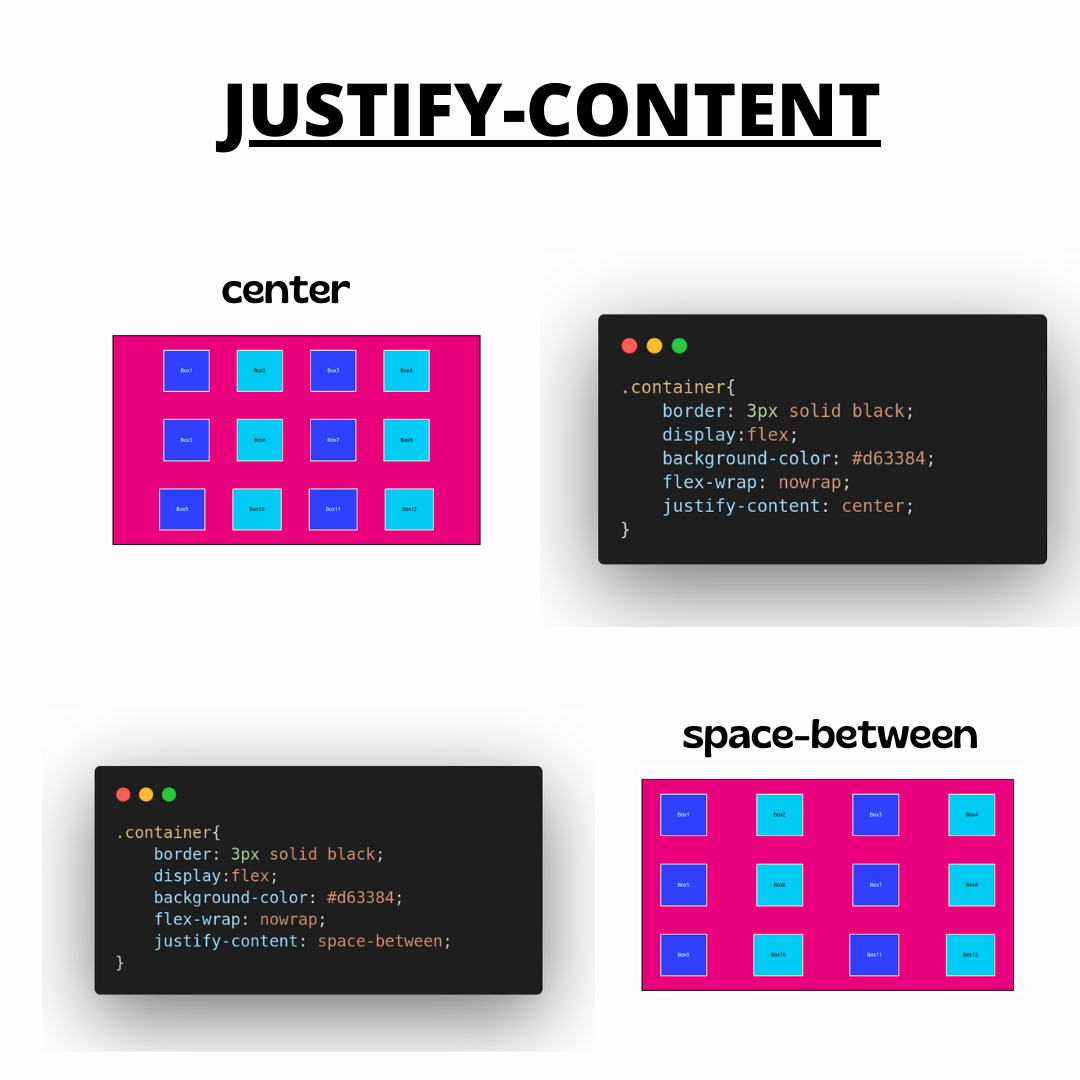 JUSTIFY-CONTENT
center
Box1 Box2 Box3 Box4
Box5 Box6 Box7 Box8
Box9 Box10 Box11 Box12
.container{
    border: 3px solid black;
    display:flex;
    background-color: #d63384;
    flex-wrap: nowrap;
    justify-content: center;
}
.container{
    border: 3px solid black;
    display:flex;
    background-color: #d63384;
    flex-wrap: nowrap;
    justify-content: space-between;
}
space-between
Box1 Box2 Box3 Box4
Box5 Box6 Box7 Box8
Box9 Box10 Box11 Box12